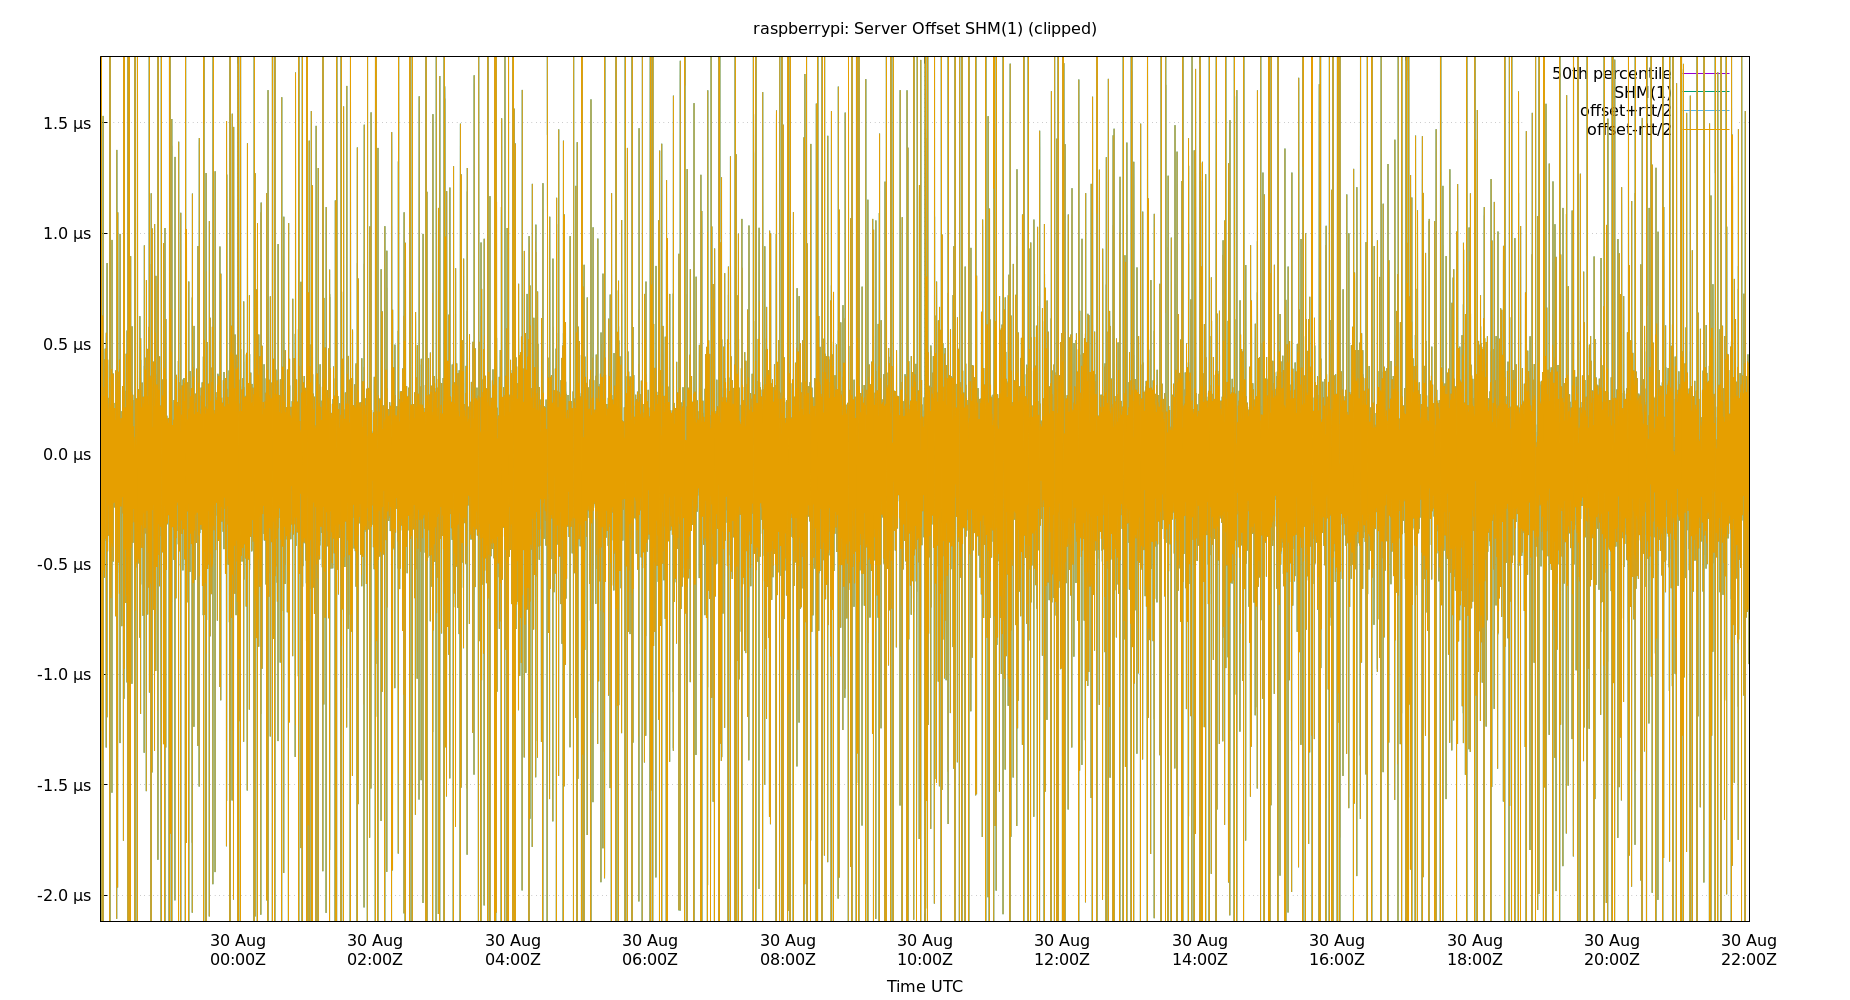 raspberrypi: Server Offset SHM(1) (clipped)
50th percentile
SHM(1)
offset+rtt/2
offset-rtt/2
1.5 µs
1.0 µs
0.5 µs
0.0 µs
-0.5 µs
-1.0 µs
-1.5 µs
-2.0 µs
30 Aug 30 Aug 30 Aug 30 Aug 30 Aug 30 Aug 30 Aug 30 Aug 30 Aug 30 Aug 30 Aug 30 Aug
00:00Z 02:00Z 04:00Z 06:00Z 08:00Z 10:00Z 12:00Z 14:00Z 16:00Z 18:00Z 20:00Z 22:00Z
Time UTC